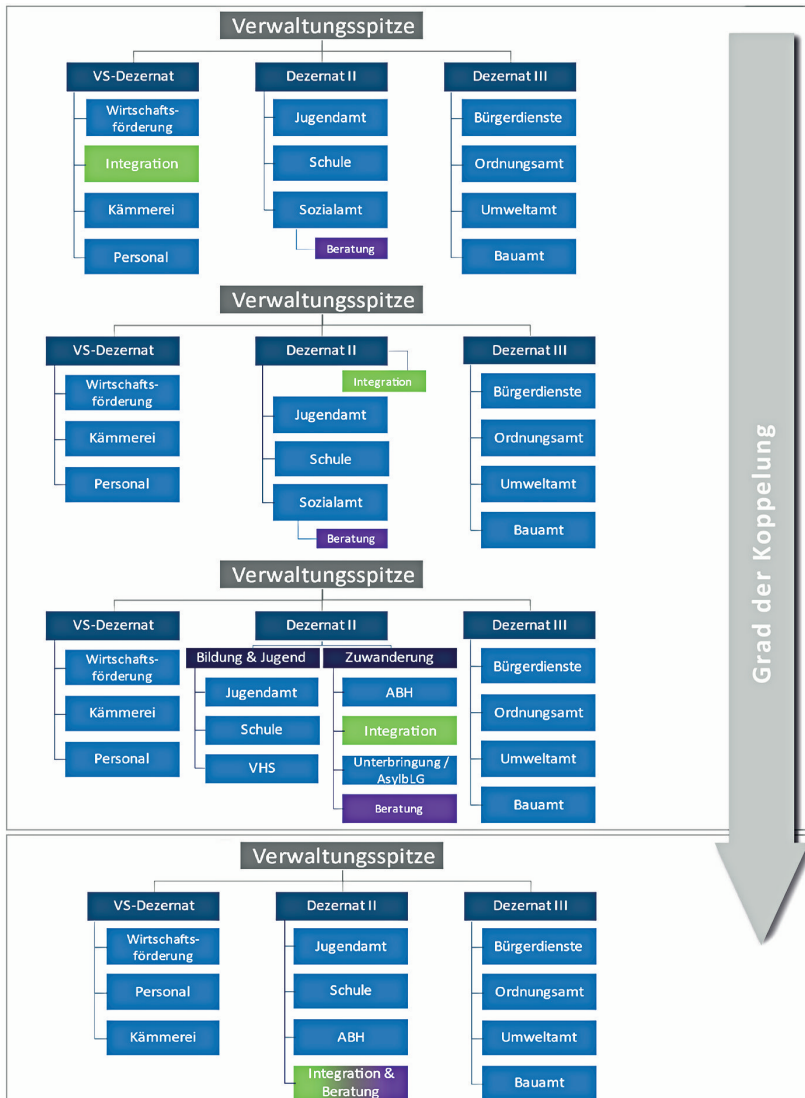 Verwaltungsspitze
VS-Dezernat
Wirtschafts-
förderung
Integration
Kämmerei
Personal
Dezernat II
Jugendamt
Schule
Sozialamt
Beratung
Dezernat III
Bürgerdienste
Ordnungsamt
Umweltamt
Bauamt
Verwaltungsspitze
VS-Dezernat
Wirtschafts-
förderung
Kämmerei
Personal
Dezernat II
Integration
Jugendamt
Schule
Sozialamt
Beratung
Dezernat III
Bürgerdienste
Ordnungsamt
Umweltamt
Bauamt
Verwaltungsspitze
VS-Dezernat
Wirtschafts-
förderung
Kämmerei
Personal
Dezernat II
Bildung & Jugend
Jugendamt
Schule
VHS
Zuwanderung
ABH
Integration
Unterbringung /
AsylbLG
Beratung
Dezernat III
Bürgerdienste
Ordnungsamt
Umweltamt
Bauamt
Verwaltungsspitze
VS-Dezernat
Wirtschafts-
förderung
Personal
Kämmerei
Dezernat II
Jugendamt
Schule
ABH
Integration &
Beratung
Dezernat III
Bürgerdienste
Ordnungsamt
Umweltamt
Bauamt
Grad der Koppelung